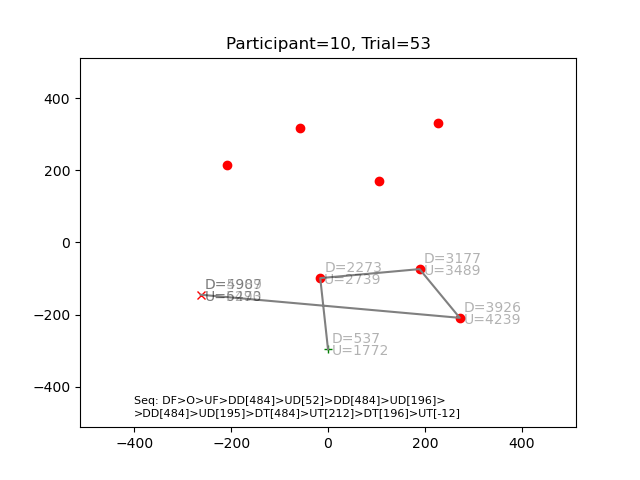 Participant=10, Trial=53
400
200
0
−200
−400
D=2273
U=2739
D=3177
U=3489
D=3926
U=4239
D=537
U=1772
Seq: DF>O>UF>DD[484]>UD[52]>DD[484]>UD[196]>
>DD[484]>UD[195]>DT[484]>UT[212]>DT[196]>UT[-12]
−400
−200
0
200
400